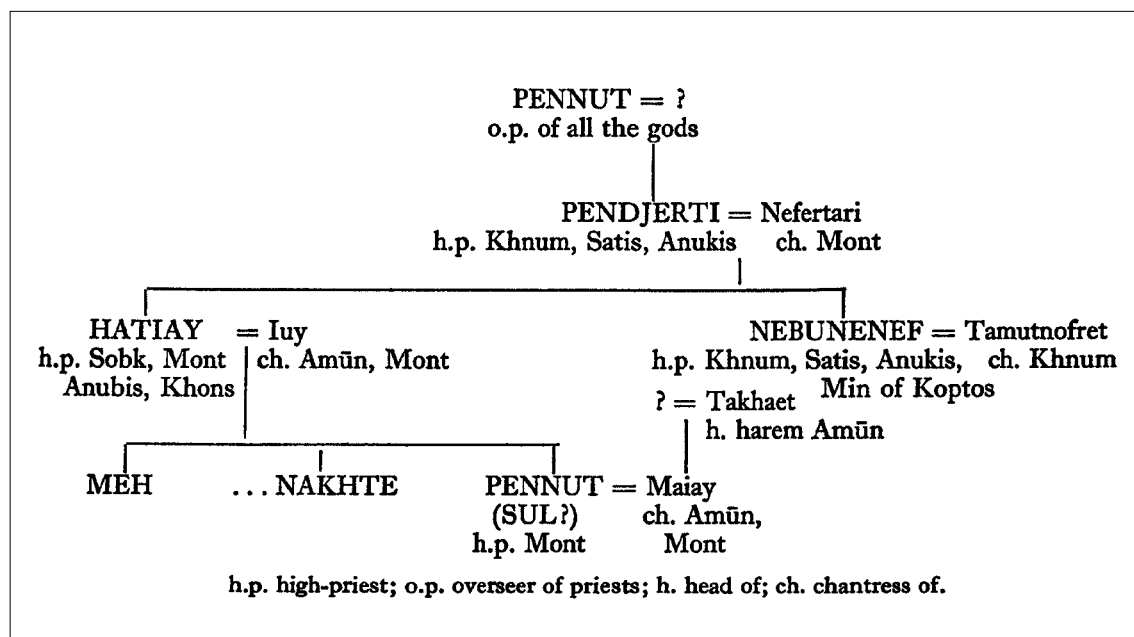 PENNUT = ?
o.p. of all the gods
PENDJERTI = Nefertari
h.p. Khnum, Satis, Anukis ch. Mont
HATIAY = Iuy NEBUNENEF = Tamutnofret
h.p. Sobk, Mont ch. Amūn, Mont h.p. Khnum, Satis, Anukis, ch. Khnum
Anubis, Khons Min of Koptos
? = Takhaet
h. harem Amūn
MEH ... NAKHTE PENNUT = Maiay
(SUL?) ch. Amūn,
h.p. Mont Mont
h.p. high-priest; o.p. overseer of priests; h. head of; ch. chantress of.